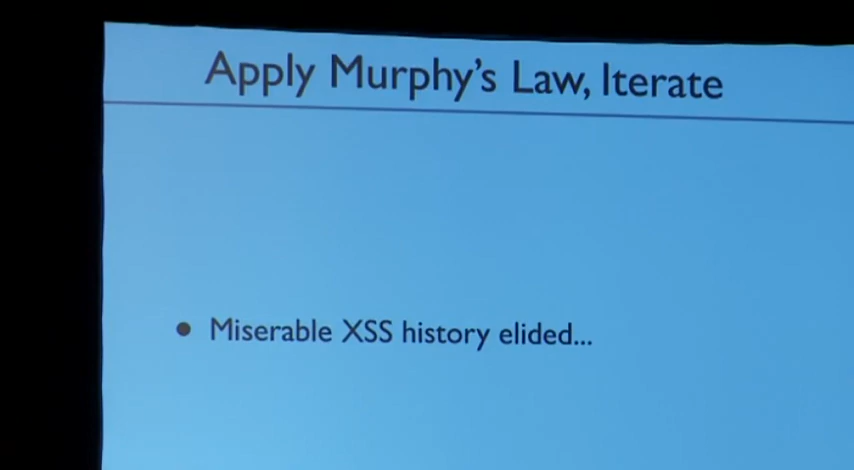 Apply Murphy's Law, Iterate
• Miserable XSS history elided...